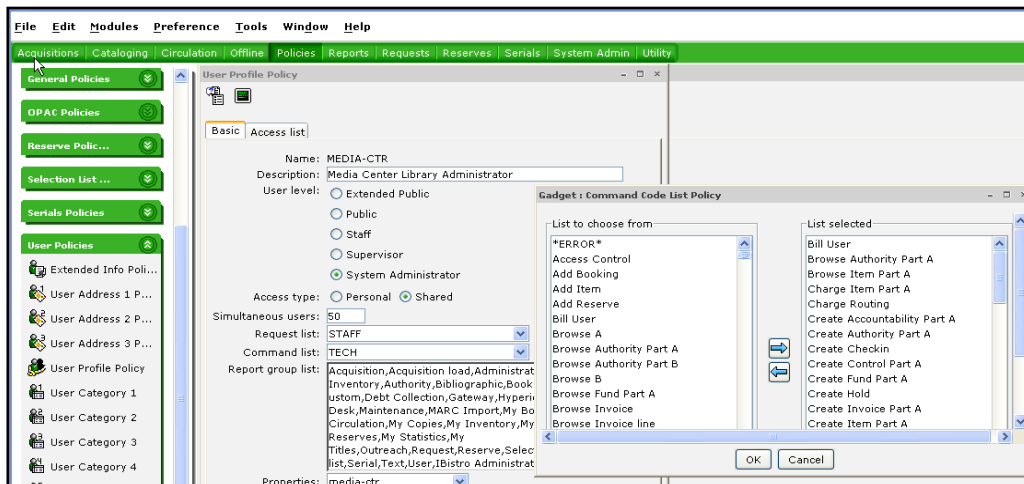 File Edit Modules Preference Tools Window Help
Acquisitions Cataloging Circulation Offline Policies Reports Requests Reserves Serials System Admin Utility
General Policies
OPAC Policies
Reserve Polic...
Selection List ...
Serials Policies
User Policies
Extended Info Poli...
User Address 1 P...
User Address 2 P...
User Address 3 P...
User Profile Policy
User Category 1
User Category 2
User Category 3
User Category 4
User Profile Policy
Basic Access list
Name: MEDIA-CTR
Description: Media Center Library Administrator
User level: Extended Public
Public
Staff
Supervisor
System Administrator
Access type: Personal Shared
Simultaneous users: 50
Request list: STAFF
Command list: TECH
Report group list: Acquisition,Acquisition load,Administrat
Inventory,Authority,Bibliographic,Book
ustom,Debt Collection,Gateway,Hyperi
Desk,Maintenance,MARC Import,My Bo
Circulation,My Copies,My Inventory,My
Reserves,My Statistics,My
Titles,Outreach,Request,Reserve,Selec
list,Serial,Text,User,IBistro Administrat
Properties: media-ctr
Gadget : Command Code List Policy
List to choose from
*ERROR*
Access Control
Add Booking
Add Item
Add Reserve
Bill User
Browse A
Browse Authority Part A
Browse Authority Part B
Browse B
Browse Fund Part A
Browse Invoice
Browse Invoice line
List selected
Bill User
Browse Authority Part A
Browse Item Part A
Charge Item Part A
Charge Routing
Create Accountability Part A
Create Authority Part A
Create Checkin
Create Control Part A
Create Fund Part A
Create Hold
Create Invoice Part A
Create Item Part A
OK Cancel